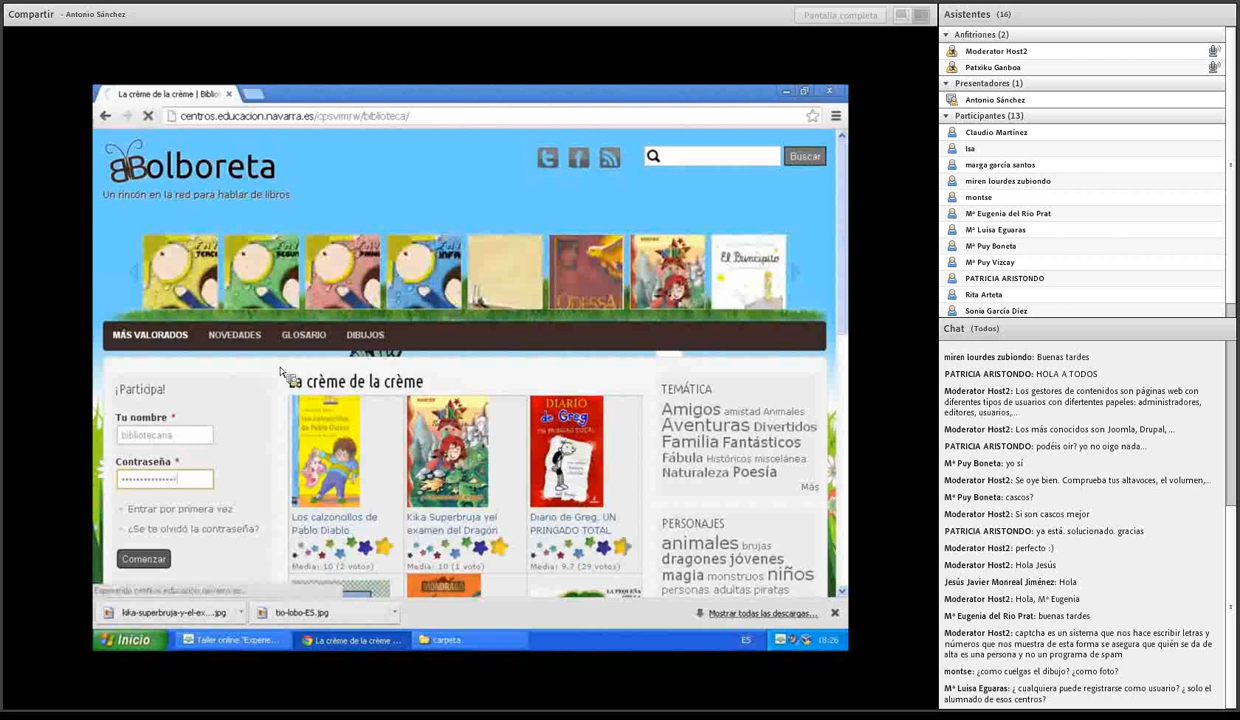 Compartir - Antonio Sánchez
Pantalla completa
La crème de la crème | Biblio
centros.educacion.navarra.es/cpsvimrw/biblioteca/
Bolboreta
Un rincón en la red para hablar de libros
Buscar
ODESSA
El Principito
MÁS VALORADOS NOVEDADES GLOSARIO DIBUJOS
¡Participa!
Tu nombre *
bibliotecaria
Contraseña *
Entrar por primera vez
¿Se te olvidó la contraseña?
Comenzar
La crème de la crème
DIARIO
de Greg
Los calzoncillos de
Pablo Diablo
Media: 10 (2 votos)
Kika Superbruja yel
examen del Dragón
Media: 10 (1 voto)
Diario de Greg. UN
PRINGADO TOTAL
Media: 9.7 (29 votos)
TEMÁTICA
Amigos amistad Animales
Aventuras Divertidos
Familia Fantásticos
Fábula Históricos miscelánea
Naturaleza Poesía
Más
PERSONAJES
animales brujas
dragones jóvenes
magia monstruos niños
personas adultas piratas
Esperando centros.educacion.navarra.es...
kika-superbruja-y-el-ex....jpg
tio-lobo-ES.jpg
Mostrar todas las descargas...
Inicio
Taller online "Experie...
La crème de la crème ...
carpeta
ES
18:26
Asistentes (16)
Anfitriones (2)
Moderator Host2
Patxiku Ganboa
Presentadores (1)
Antonio Sánchez
Participantes (13)
Claudio Martínez
Isa
marga garcía santos
miren lourdes zubiondo
montse
Mª Eugenia del Rio Prat
Mª Luisa Eguaras
Mª Puy Boneta
Mª Puy Vizcay
PATRICIA ARISTONDO
Rita Arteta
Sonia García Díez
Chat (Todos)
miren lourdes zubiondo: Buenas tardes
PATRICIA ARISTONDO: HOLA A TODOS
Moderator Host2: Los gestores de contenidos son páginas web con
diferentes tipos de usuarios con difertentes papeles: administradores,
editores, usuarios,...
Moderator Host2: Los más conocidos son Joomla, Drupal, ...
PATRICIA ARISTONDO: podéis oir? yo no oigo nada...
Mª Puy Boneta: yo sí
Moderator Host2: Se oye bien. Comprueba tus altavoces, el volumen,...
Mª Puy Boneta: cascos?
Moderator Host2: Si son cascos mejor
PATRICIA ARISTONDO: ya está. solucionado. gracias
Moderator Host2: perfecto :)
Moderator Host2: Hola Jesús
Jesús Javier Monreal Jiménez: Hola
Moderator Host2: Hola, Mª Eugenia
Mª Eugenia del Rio Prat: buenas tardes
Moderator Host2: captcha es un sistema que nos hace escribir letras y
números que nos muestra de esta forma se asegura que quién se da de
alta es una persona y no un programa de spam
montse: ¿como cuelgas el dibujo? ¿como foto?
Mª Luisa Eguaras: ¿ cualquiera puede registrarse como usuario? ¿ solo el
alumnado de esos centros?